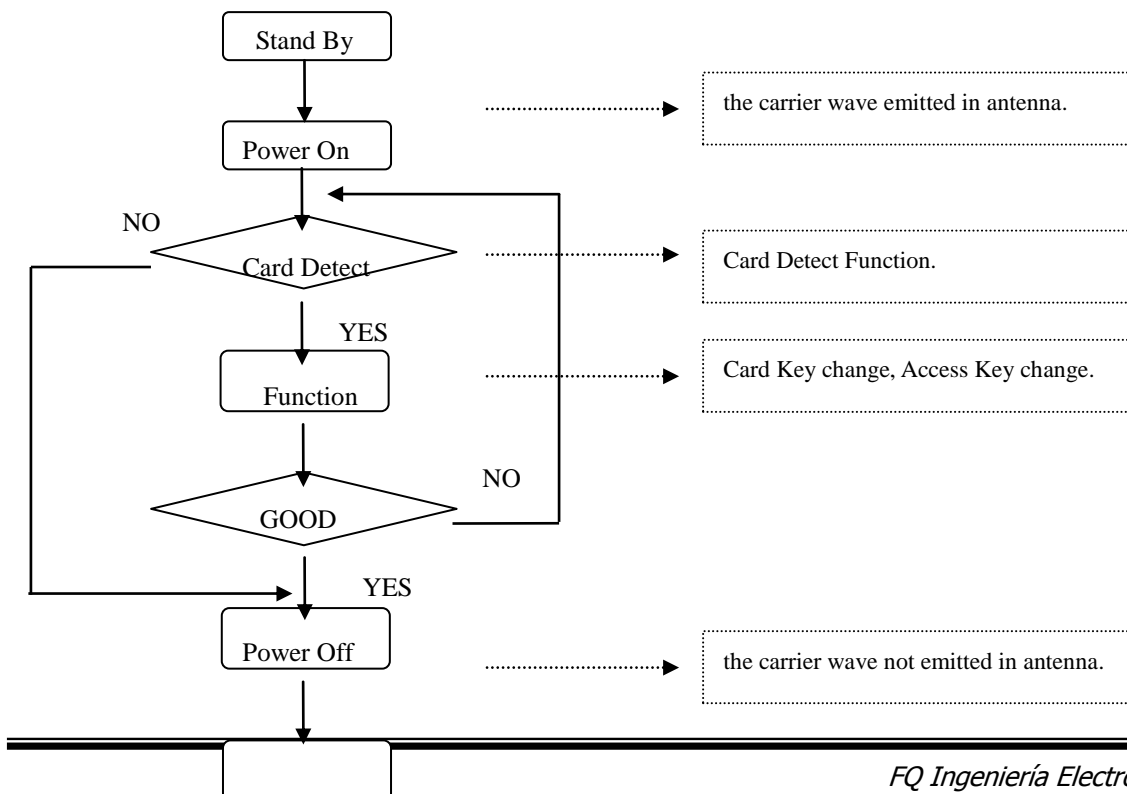 Stand By
the carrier wave emitted in antenna.
Power On
NO
Card Detect
Card Detect Function.
YES
Function
Card Key change, Access Key change.
NO
GOOD
YES
Power Off
the carrier wave not emitted in antenna.
FQ Ingeniería